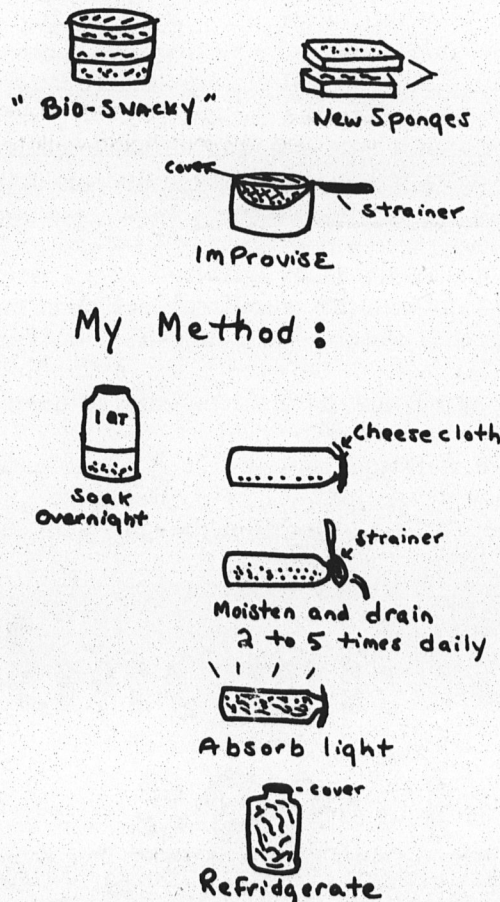 "Bio-SNACKY"
New Sponges
cover
strainer
ImProvisE
My Method:
1 QT
Soak
overnight
Cheese cloth
strainer
Moisten and drain
2 to 5 times daily
Absorb light
cover
Refridgerate